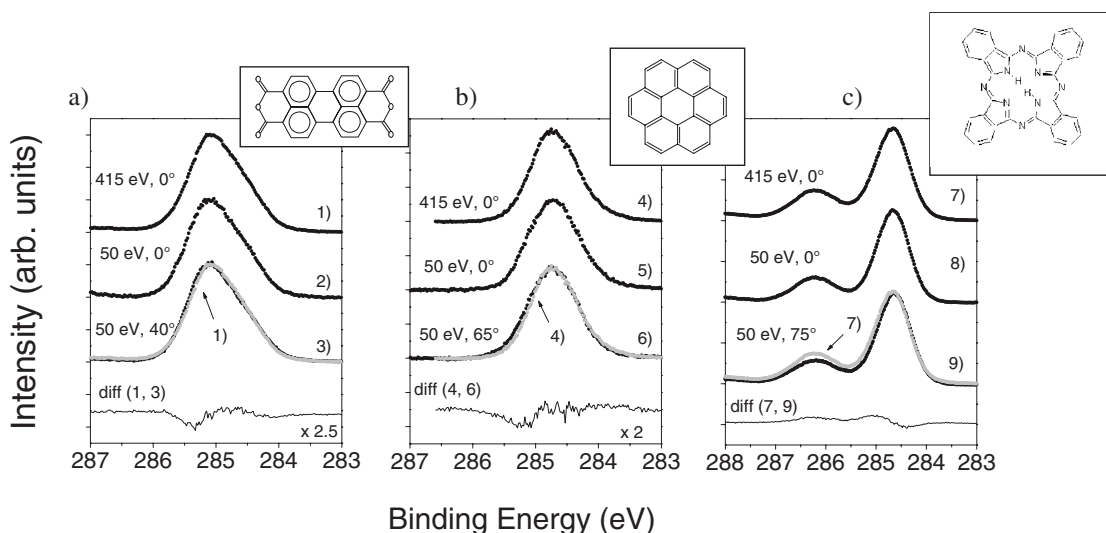 a)
b)
c)
Intensity (arb. units)
415 eV, 0°
1)
50 eV, 0°
2)
50 eV, 40°
1)
3)
diff (1, 3)
x 2.5
287 286 285 284 283
415 eV, 0°
4)
50 eV, 0°
5)
50 eV, 65°
4)
6)
diff (4, 6)
x 2
287 286 285 284 283
N N
N H N
N H N
N N
415 eV, 0°
7)
50 eV, 0°
8)
50 eV, 75°
7)
9)
diff (7, 9)
288 287 286 285 284 283
Binding Energy (eV)